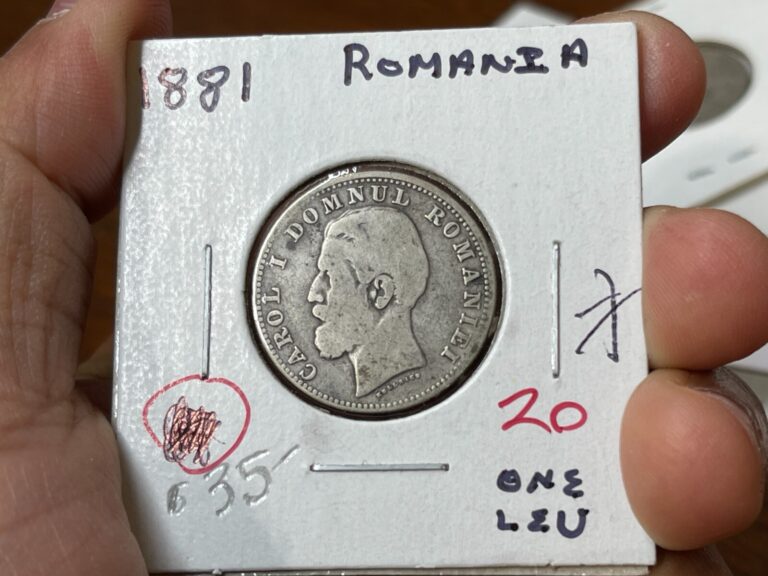 1881 ROMANIA
CAROL I DOMNUL ROMANIEI
20
35
ONE
LEU